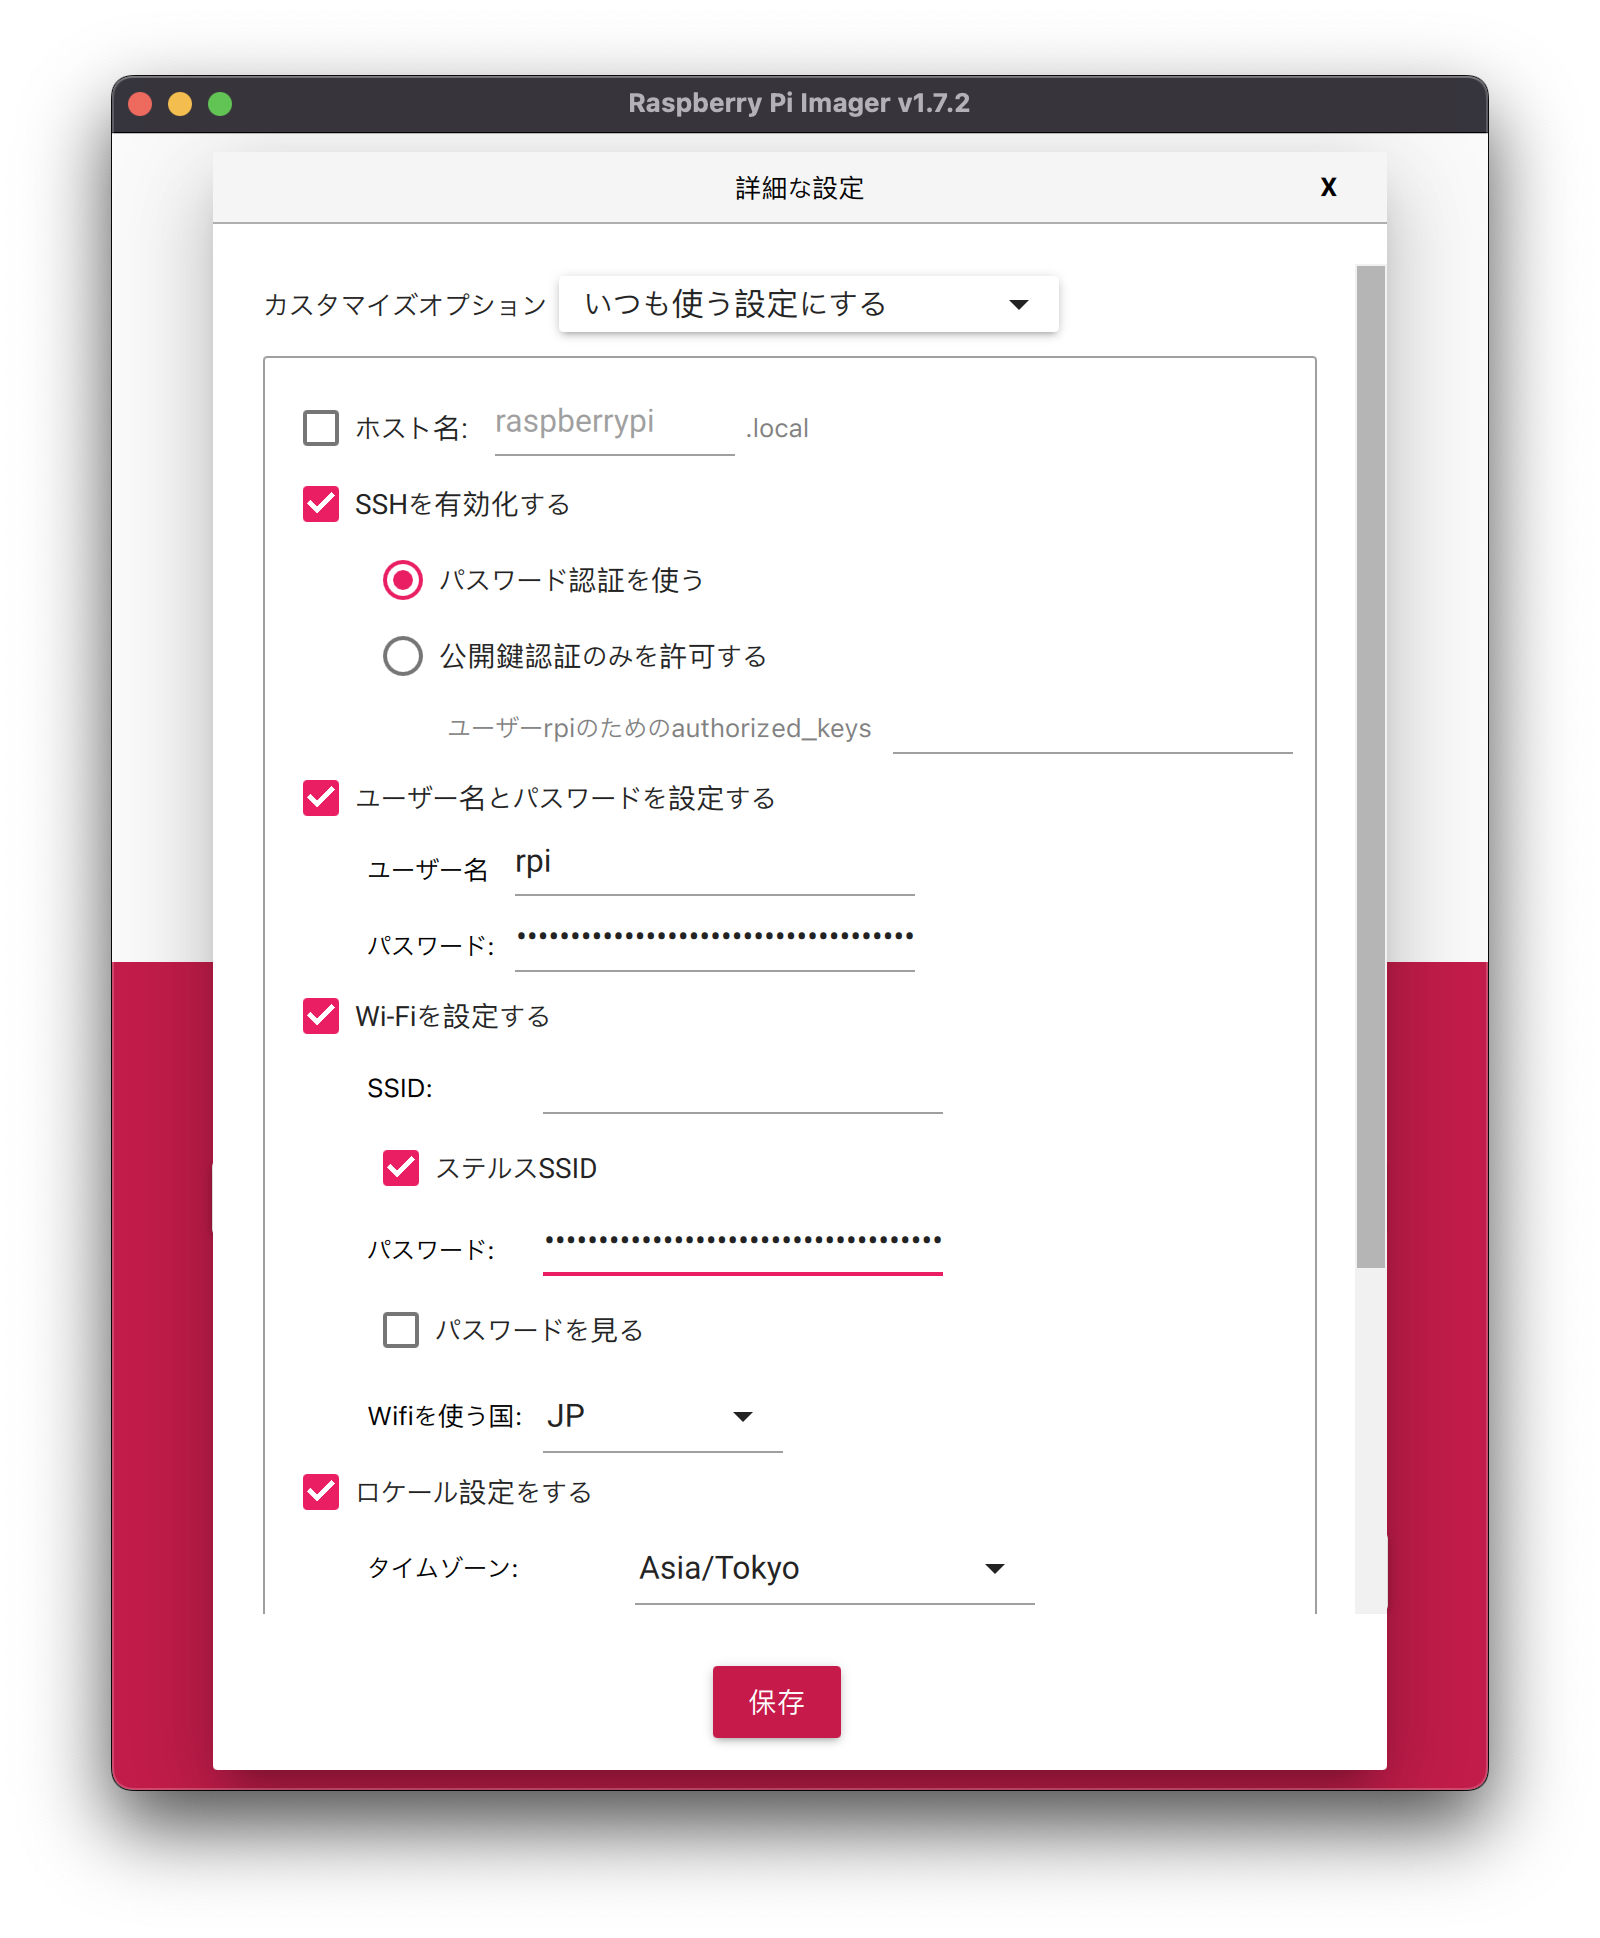 Raspberry Pi Imager v1.7.2
詳細な設定 X
カスタマイズオプション いつも使う設定にする
ホスト名: raspberrypi .local
SSHを有効化する
パスワード認証を使う
公開鍵認証のみを許可する
ユーザーrpiのためのauthorized_keys
ユーザー名とパスワードを設定する
ユーザー名 rpi
パスワード: •••••••••••••••••••••••••••••••••••••
Wi-Fiを設定する
SSID:
ステルスSSID
パスワード: •••••••••••••••••••••••••••••••••••••
パスワードを見る
Wifiを使う国: JP
ロケール設定をする
タイムゾーン: Asia/Tokyo
保存